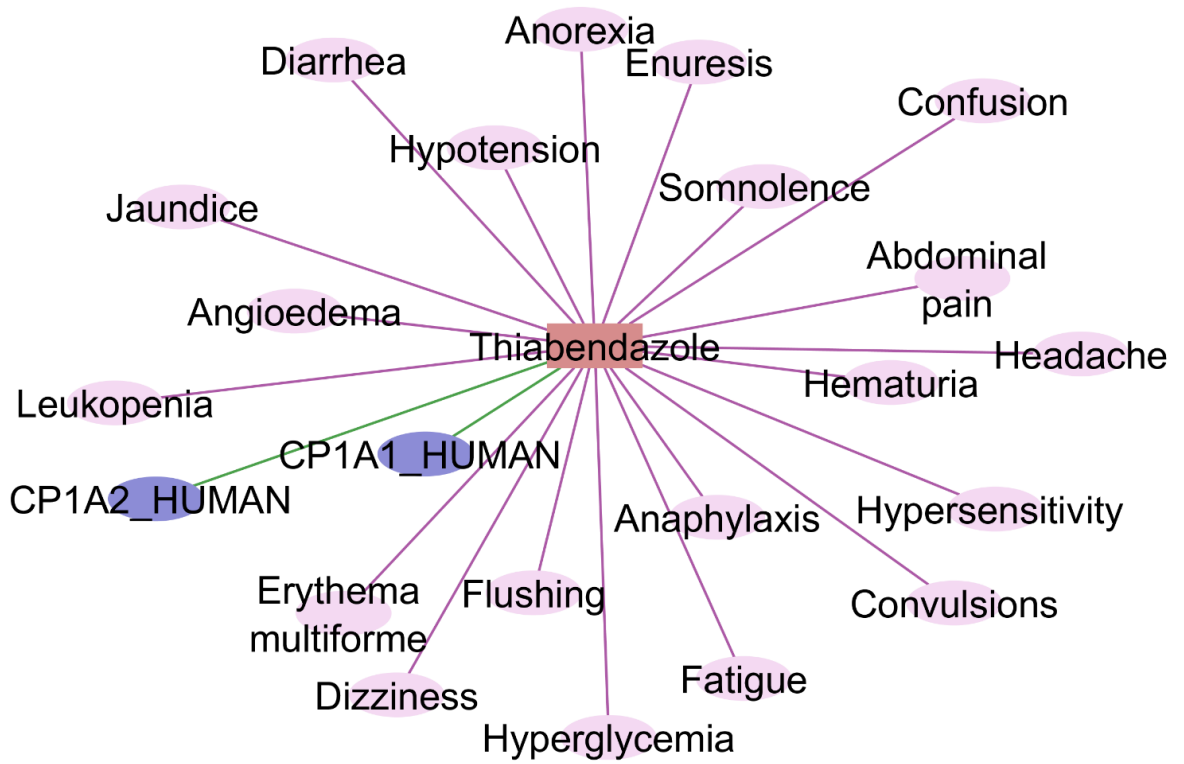 Anorexia
Diarrhea
Enuresis
Confusion
Hypotension
Somnolence
Jaundice
Abdominal
pain
Angioedema
Thiabendazole
Headache
Hematuria
Leukopenia
CP1A1_HUMAN
CP1A2_HUMAN
Anaphylaxis
Hypersensitivity
Erythema
multiforme
Flushing
Convulsions
Dizziness
Fatigue
Hyperglycemia